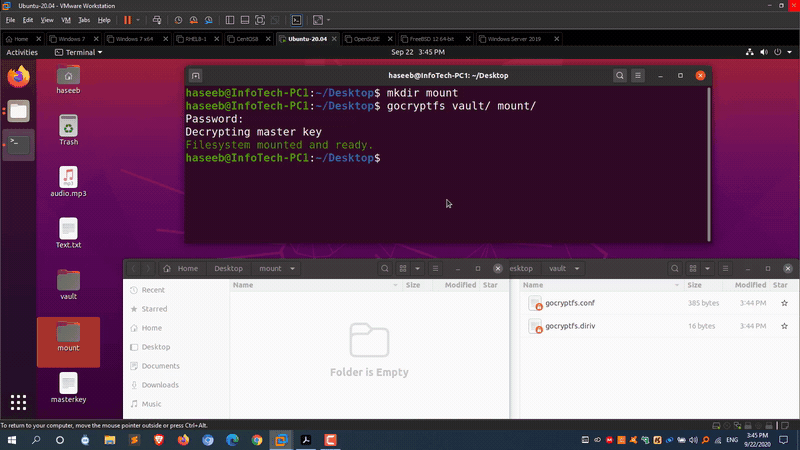 Ubuntu-20.04 - VMware Workstation
File Edit View VM Tabs Help
Home Windows 7 Windows 7 x64 RHEL8-1 CentOS8 Ubuntu-20.04 OpenSUSE FreeBSD 12 64-bit Windows Server 2019
Activities Terminal Sep 22 3:45 PM
haseeb@InfoTech-PC1: ~/Desktop
haseeb@InfoTech-PC1:~/Desktop$ mkdir mount
haseeb@InfoTech-PC1:~/Desktop$ gocryptfs vault/ mount/
Password:
Decrypting master key
Filesystem mounted and ready.
haseeb@InfoTech-PC1:~/Desktop$
haseeb
Trash
audio.mp3
Text.txt
vault
mount
masterkey
Home Desktop mount
Name Size Modified Star
Recent
Starred
Home
Desktop
Documents
Downloads
Music
Folder is Empty
esktop vault
Name Size Modified Star
gocryptfs.conf 385 bytes 3:44 PM
gocryptfs.diriv 16 bytes 3:44 PM
To return to your computer, move the mouse pointer outside or press Ctrl+Alt.
ENG
3:45 PM
9/22/2020